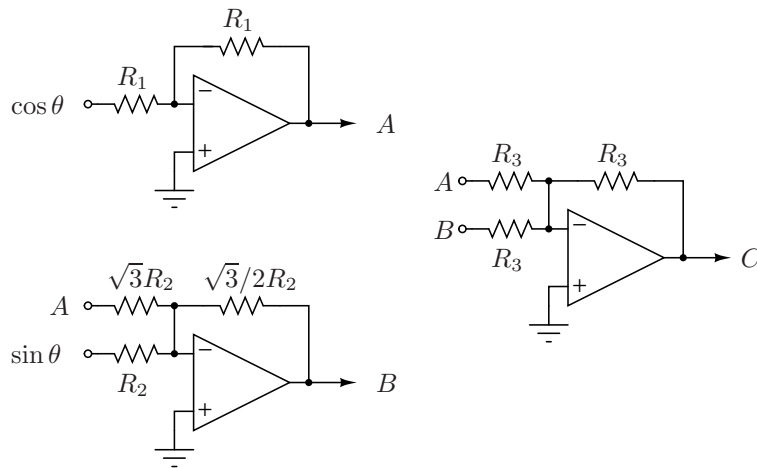 R₁
R₁
cos θ
−
A
+
R₃
R₃
A
B
−
R₃
C
+
√3R₂
√3/2R₂
A
sin θ
−
R₂
B
+